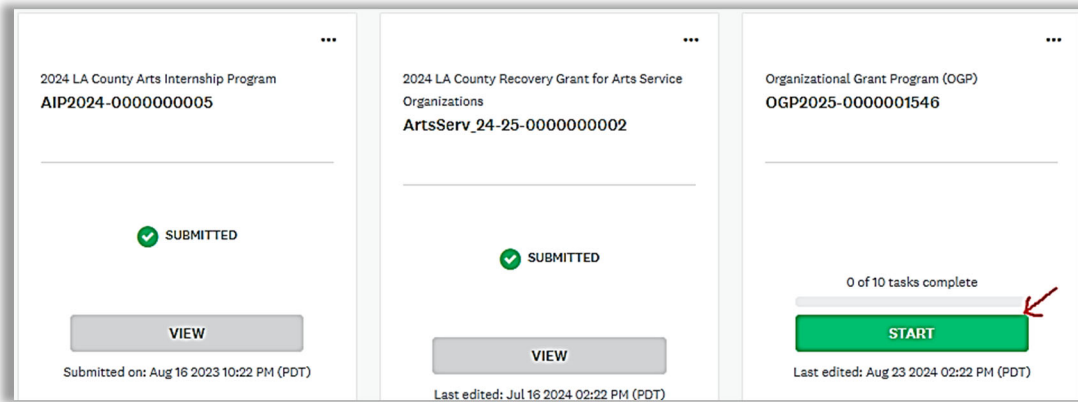 2024 LA County Arts Internship Program
AIP2024-0000000005
SUBMITTED
VIEW
Submitted on: Aug 16 2023 10:22 PM (PDT)
2024 LA County Recovery Grant for Arts Service
Organizations
ArtsServ_24-25-0000000002
SUBMITTED
VIEW
Last edited: Jul 16 2024 02:22 PM (PDT)
Organizational Grant Program (OGP)
OGP2025-0000001546
0 of 10 tasks complete
START
Last edited: Aug 23 2024 02:22 PM (PDT)